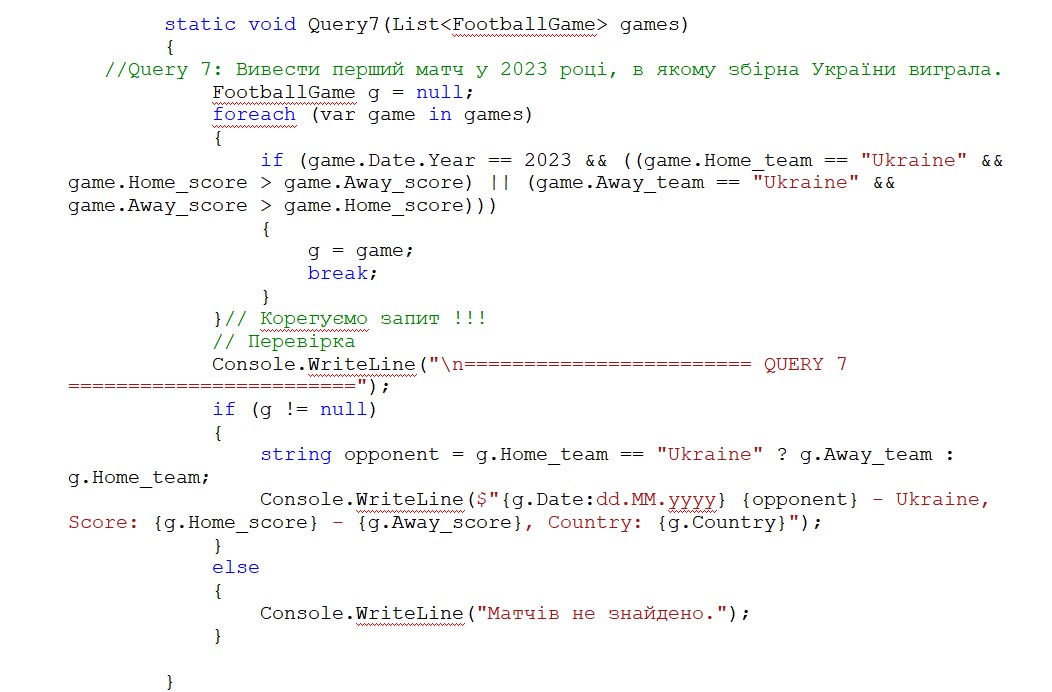 static void Query7(List<FootballGame> games)
{
//Query 7: Вивести перший матч у 2023 році, в якому збірна України виграла.
FootballGame g = null;
foreach (var game in games)
{
if (game.Date.Year == 2023 && ((game.Home_team == "Ukraine" &&
game.Home_score > game.Away_score) || (game.Away_team == "Ukraine" &&
game.Away_score > game.Home_score)))
{
g = game;
break;
}
}// Корегуємо запит !!!
// Перевірка
Console.WriteLine("\n======================== QUERY 7
========================");
if (g != null)
{
string opponent = g.Home_team == "Ukraine" ? g.Away_team :
g.Home_team;
Console.WriteLine($"{g.Date:dd.MM.yyyy} {opponent} - Ukraine,
Score: {g.Home_score} - {g.Away_score}, Country: {g.Country}");
}
else
{
Console.WriteLine("Матчів не знайдено.");
}
}